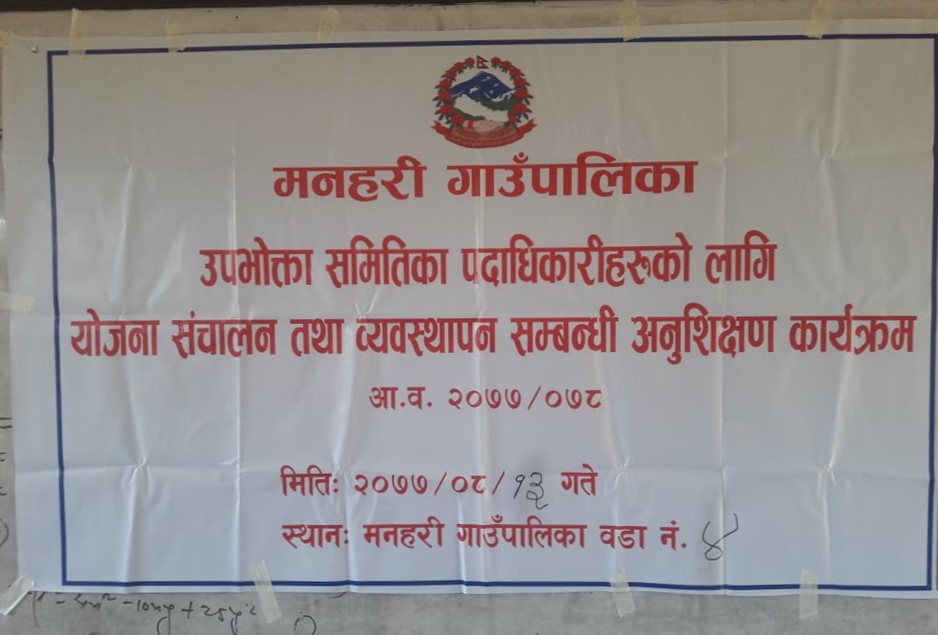 मनहरी गाउँपालिका
उपभोक्ता समितिका पदाधिकारीहरुको लागि
योजना संचालन तथा व्यवस्थापन सम्बन्धी अनुशिक्षण कार्यक्रम
आ.व. २०७७/०७८
मितिः २०७७/०८/१३ गते
स्थानः मनहरी गाउँपालिका वडा नं. ४